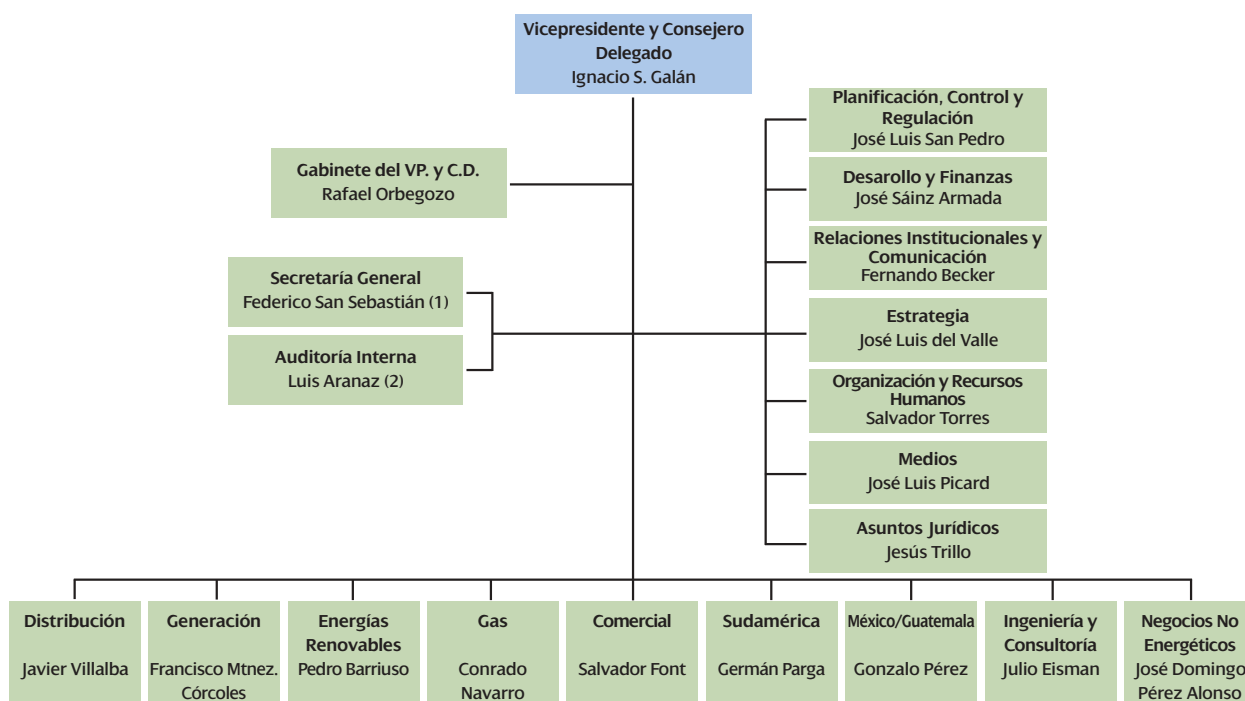 Vicepresidente y Consejero
Delegado
Ignacio S. Galán
Planificación, Control y
Regulación
José Luis San Pedro
Gabinete del VP. y C.D.
Rafael Orbegozo
Desarollo y Finanzas
José Sáinz Armada
Relaciones Institucionales y
Comunicación
Fernando Becker
Secretaría General
Federico San Sebastián (1)
Estrategia
José Luis del Valle
Auditoría Interna
Luis Aranaz (2)
Organización y Recursos
Humanos
Salvador Torres
Medios
José Luis Picard
Asuntos Jurídicos
Jesús Trillo
Distribución
Javier Villalba
Generación
Francisco Mtnez.
Córcoles
Energías
Renovables
Pedro Barriuso
Gas
Conrado
Navarro
Comercial
Salvador Font
Sudamérica
Germán Parga
México/Guatemala
Gonzalo Pérez
Ingeniería y
Consultoría
Julio Eisman
Negocios No
Energéticos
José Domingo
Pérez Alonso